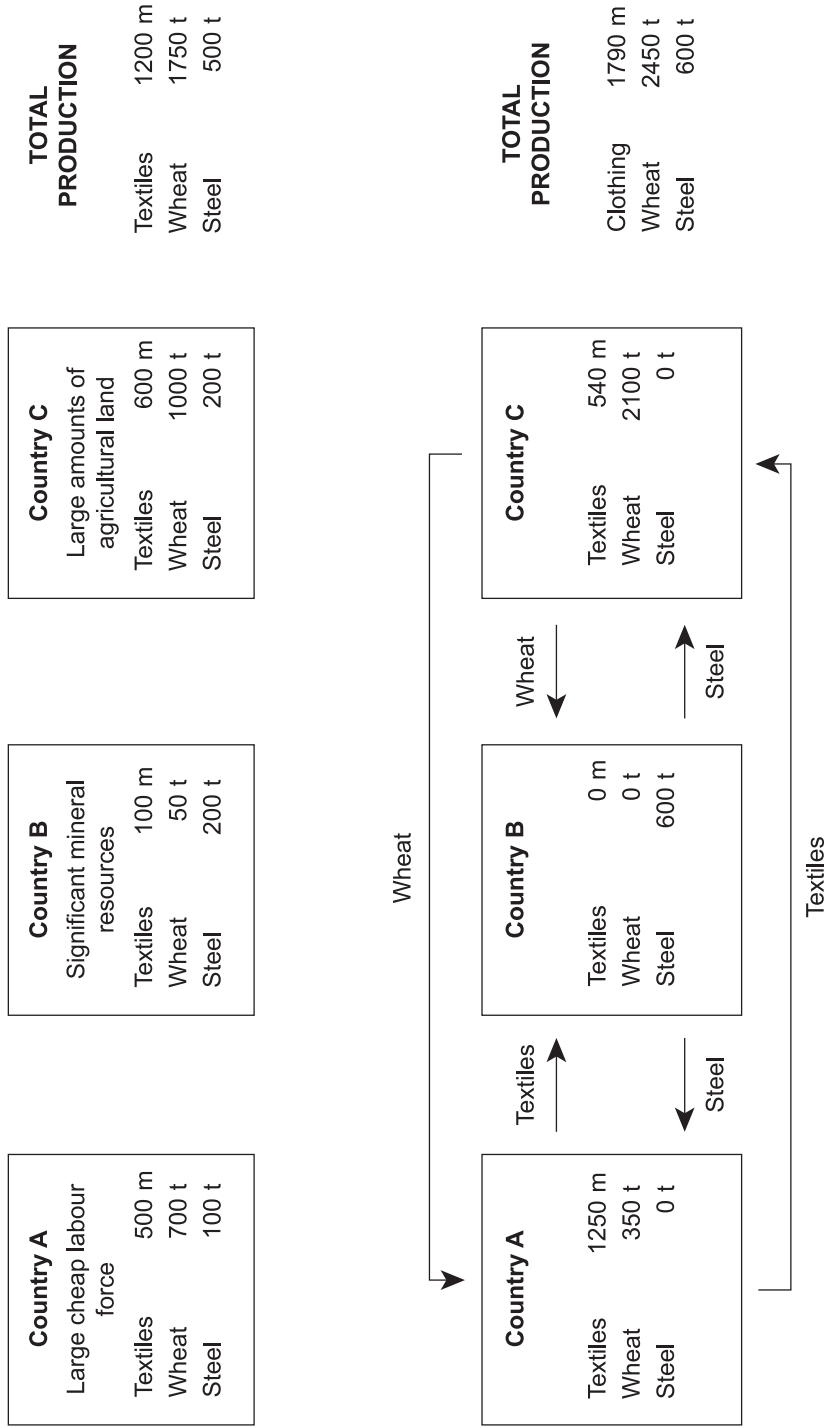 Country A
Large cheap labour
force
Textiles 500 m
Wheat 700 t
Steel 100 t
Country B
Significant mineral
resources
Textiles 100 m
Wheat 50 t
Steel 200 t
Country C
Large amounts of
agricultural land
Textiles 600 m
Wheat 1000 t
Steel 200 t
TOTAL
PRODUCTION
Textiles 1200 m
Wheat 1750 t
Steel 500 t
Wheat
Country A
Textiles 1250 m
Wheat 350 t
Steel 0 t
Textiles
Steel
Country B
Textiles 0 m
Wheat 0 t
Steel 600 t
Wheat
Steel
Country C
Textiles 540 m
Wheat 2100 t
Steel 0 t
Textiles
TOTAL
PRODUCTION
Clothing 1790 m
Wheat 2450 t
Steel 600 t